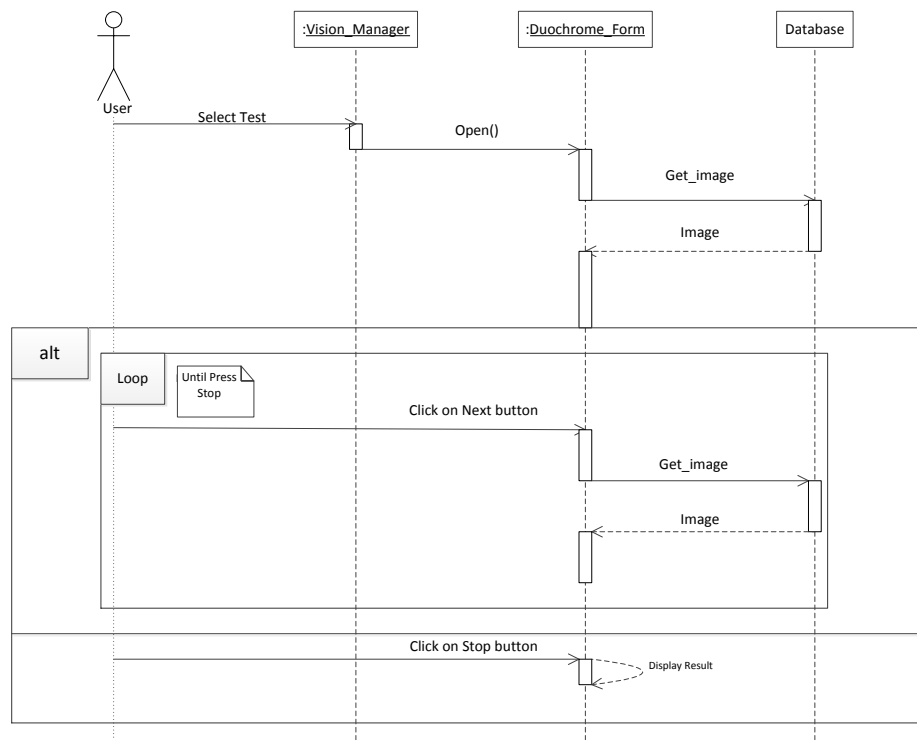 :Vision_Manager
:Duochrome_Form
Database
User
Select Test
Open()
Get_image
Image
alt
Loop
Until Press
Stop
Click on Next button
Get_image
Image
Click on Stop button
Display Result